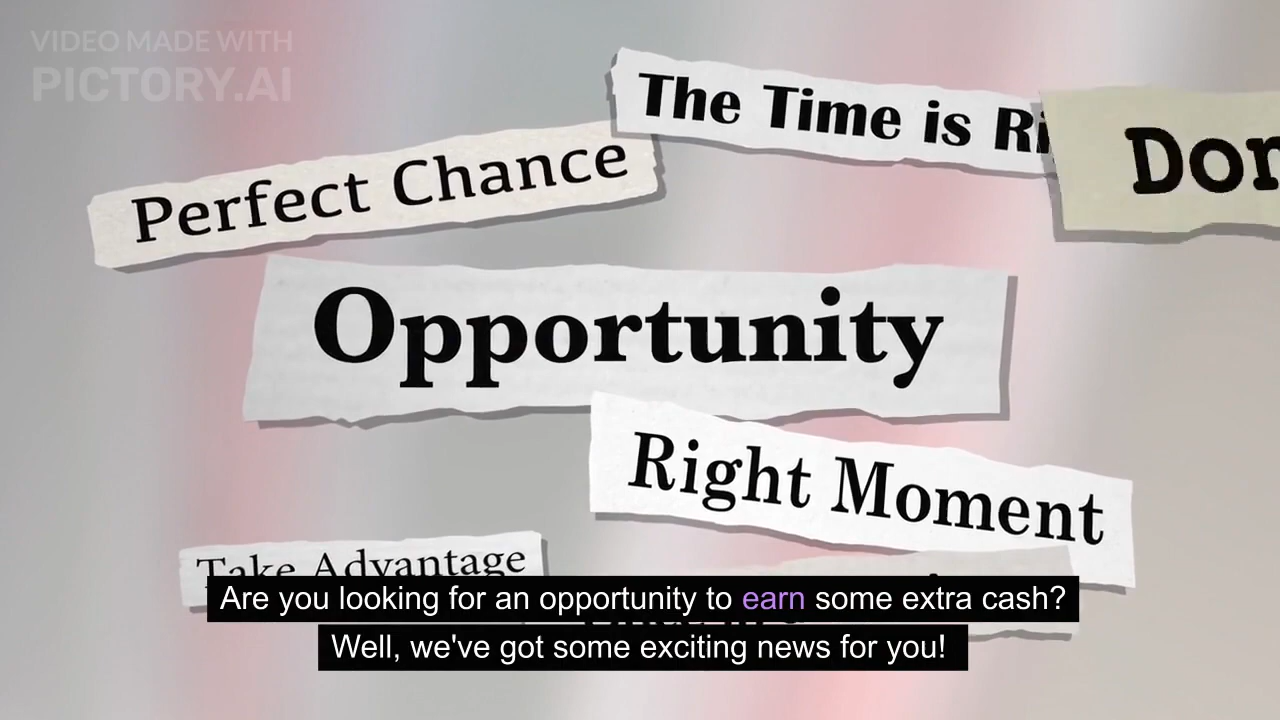 VIDEO MADE WITH
PICTORY.AI
The Time is Ri
Don
Perfect Chance
Opportunity
Right Moment
Take Advantage
Are you looking for an opportunity to earn some extra cash?
Well, we've got some exciting news for you!